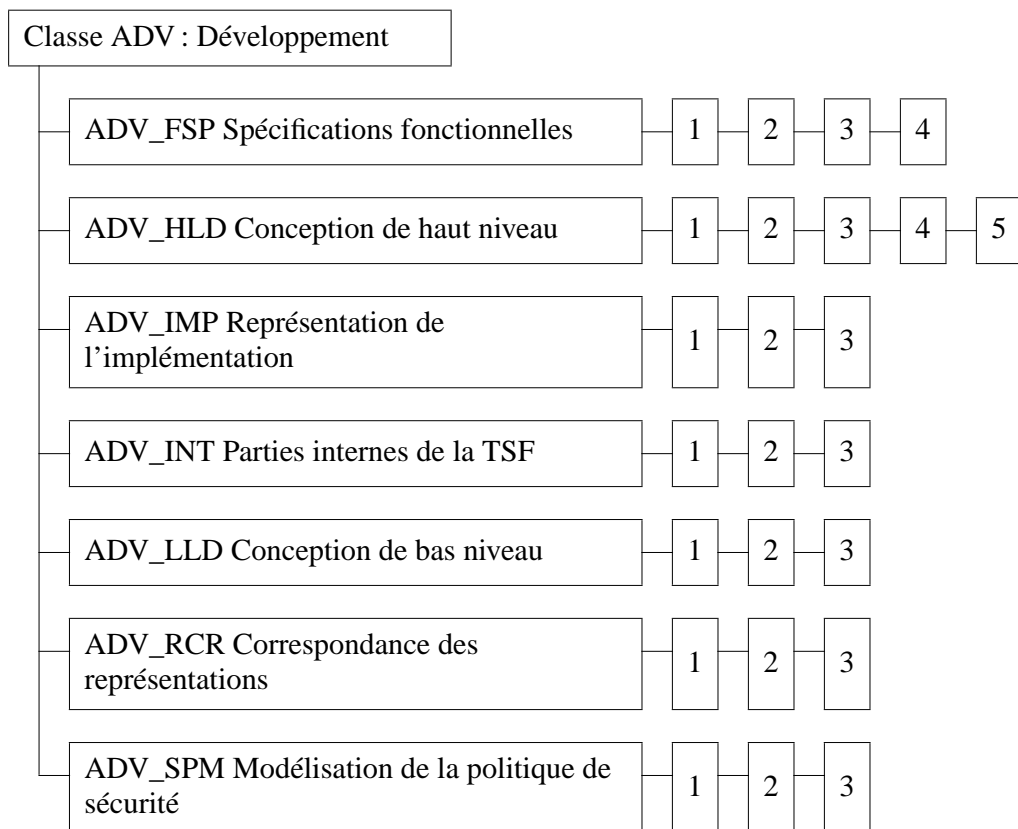 Classe ADV : Développement
ADV_FSP Spécifications fonctionnelles 1 2 3 4
ADV_HLD Conception de haut niveau 1 2 3 4 5
ADV_IMP Représentation de
l’implémentation 1 2 3
ADV_INT Parties internes de la TSF 1 2 3
ADV_LLD Conception de bas niveau 1 2 3
ADV_RCR Correspondance des
représentations 1 2 3
ADV_SPM Modélisation de la politique de
sécurité 1 2 3